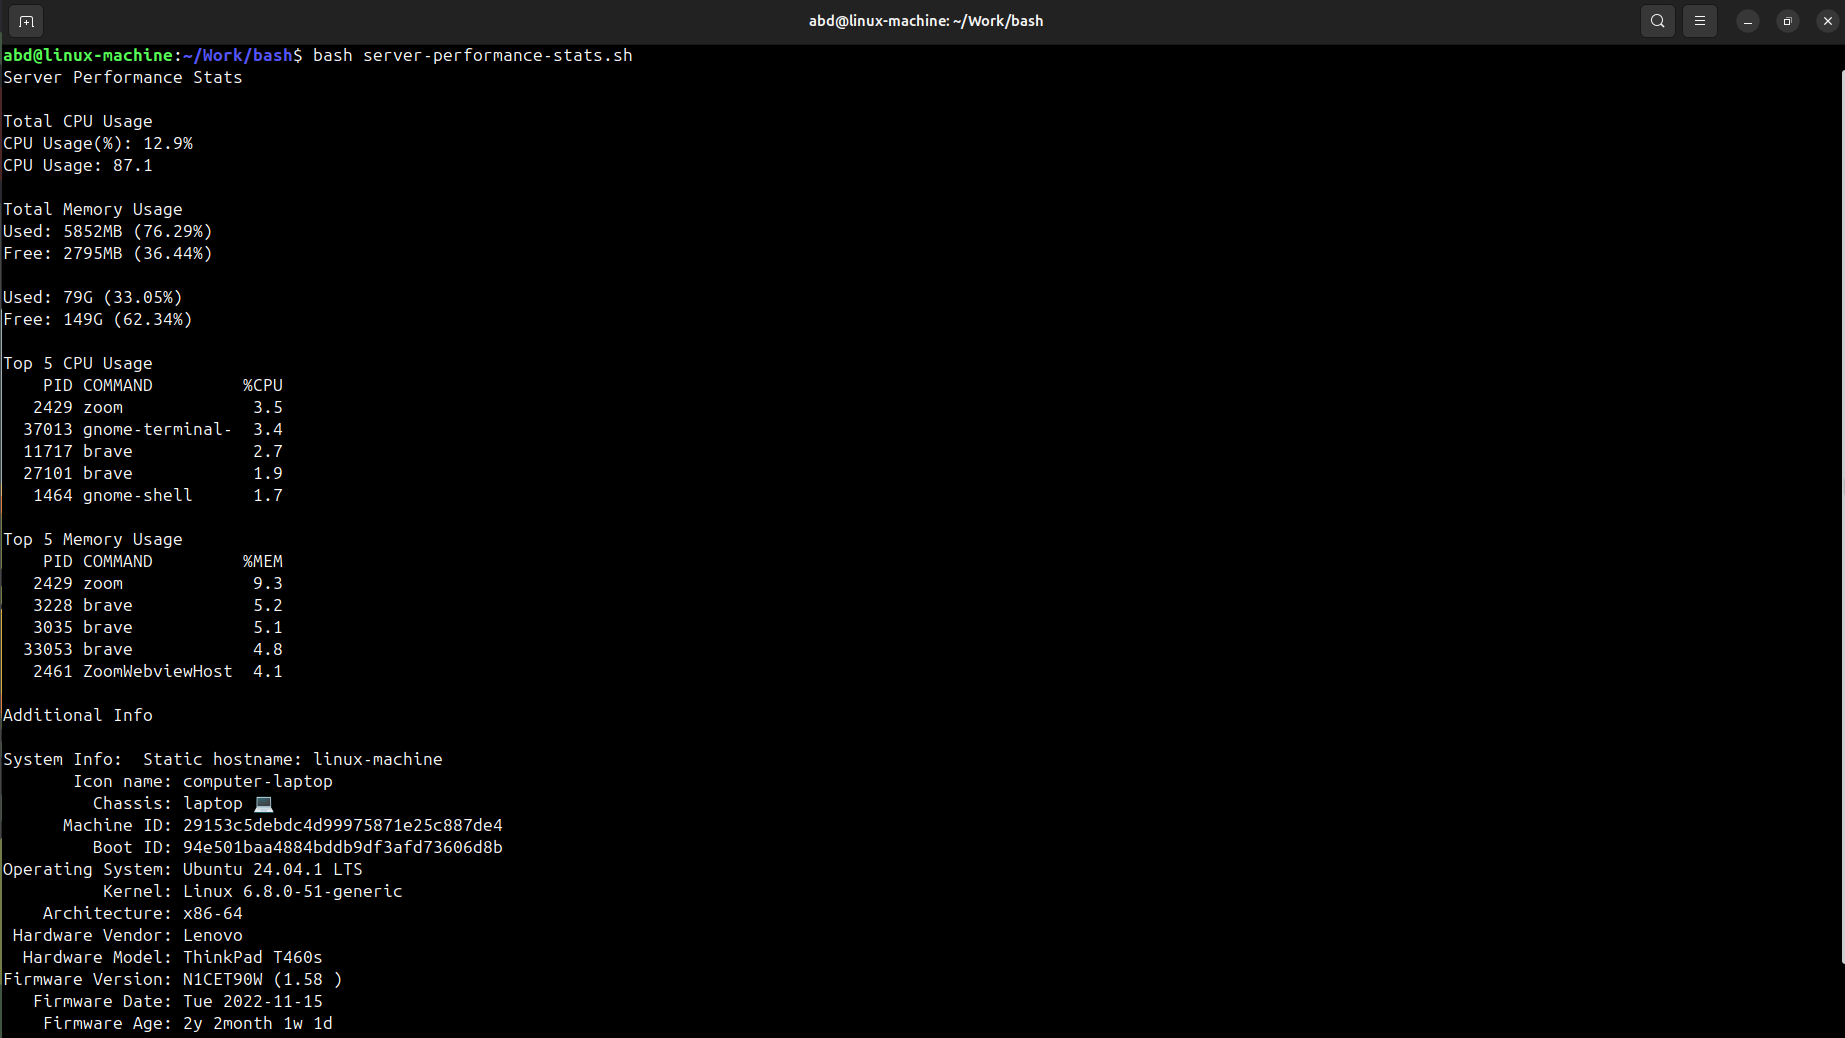 abd@linux-machine: ~/Work/bash
abd@linux-machine:~/Work/bash$ bash server-performance-stats.sh
Server Performance Stats

Total CPU Usage
CPU Usage(%): 12.9%
CPU Usage: 87.1

Total Memory Usage
Used: 5852MB (76.29%)
Free: 2795MB (36.44%)

Used: 79G (33.05%)
Free: 149G (62.34%)

Top 5 CPU Usage
    PID COMMAND         %CPU
   2429 zoom             3.5
  37013 gnome-terminal-  3.4
  11717 brave            2.7
  27101 brave            1.9
   1464 gnome-shell      1.7

Top 5 Memory Usage
    PID COMMAND         %MEM
   2429 zoom             9.3
   3228 brave            5.2
   3035 brave            5.1
  33053 brave            4.8
   2461 ZoomWebviewHost  4.1

Additional Info

System Info:  Static hostname: linux-machine
       Icon name: computer-laptop
         Chassis: laptop 💻
      Machine ID: 29153c5debdc4d99975871e25c887de4
         Boot ID: 94e501baa4884bddb9df3afd73606d8b
Operating System: Ubuntu 24.04.1 LTS
          Kernel: Linux 6.8.0-51-generic
    Architecture: x86-64
 Hardware Vendor: Lenovo
  Hardware Model: ThinkPad T460s
Firmware Version: N1CET90W (1.58 )
   Firmware Date: Tue 2022-11-15
    Firmware Age: 2y 2month 1w 1d